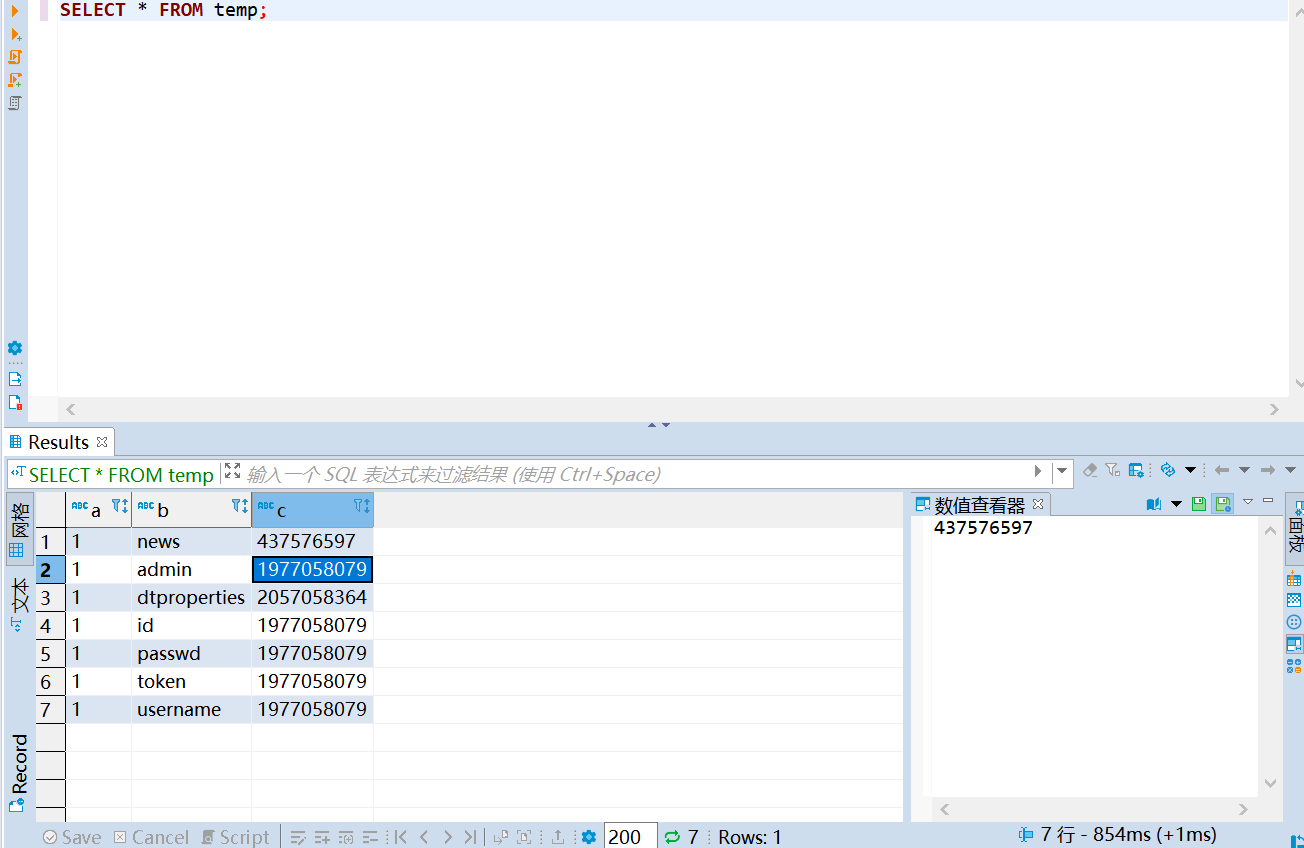 SELECT * FROM temp;
Results
SELECT * FROM temp 输入一个 SQL 表达式来过滤结果 (使用 Ctrl+Space)
网格
文本
Record
ABC a ABC b ABC c
1 1 news 437576597
2 1 admin 1977058079
3 1 dtproperties 2057058364
4 1 id 1977058079
5 1 passwd 1977058079
6 1 token 1977058079
7 1 username 1977058079
数值查看器
437576597
面板
Save Cancel Script 200 7 Rows: 1 7 行 - 854ms (+1ms)